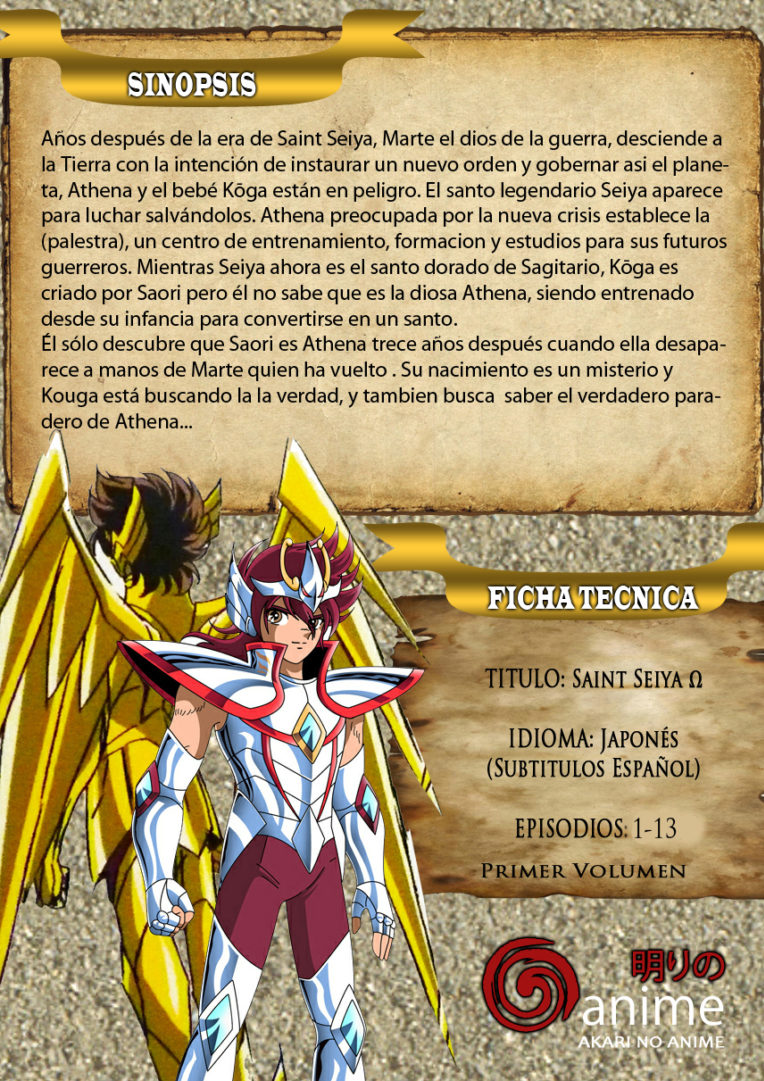 SINOPSIS
Años después de la era de Saint Seiya, Marte el dios de la guerra, desciende a
la Tierra con la intención de instaurar un nuevo orden y gobernar asi el plane-
ta, Athena y el bebé Kōga están en peligro. El santo legendario Seiya aparece
para luchar salvándolos. Athena preocupada por la nueva crisis establece la
(palestra), un centro de entrenamiento, formacion y estudios para sus futuros
guerreros. Mientras Seiya ahora es el santo dorado de Sagitario, Kōga es
criado por Saori pero él no sabe que es la diosa Athena, siendo entrenado
desde su infancia para convertirse en un santo.
Él sólo descubre que Saori es Athena trece años después cuando ella desapa-
rece a manos de Marte quien ha vuelto . Su nacimiento es un misterio y
Kouga está buscando la la verdad, y tambien busca  saber el verdadero para-
dero de Athena...
FICHA TECNICA
TITULO: Saint Seiya Ω
IDIOMA: Japonés
(Subtitulos Español)
EPISODIOS: 1-13
Primer Volumen
明りの
anime
AKARI NO ANIME